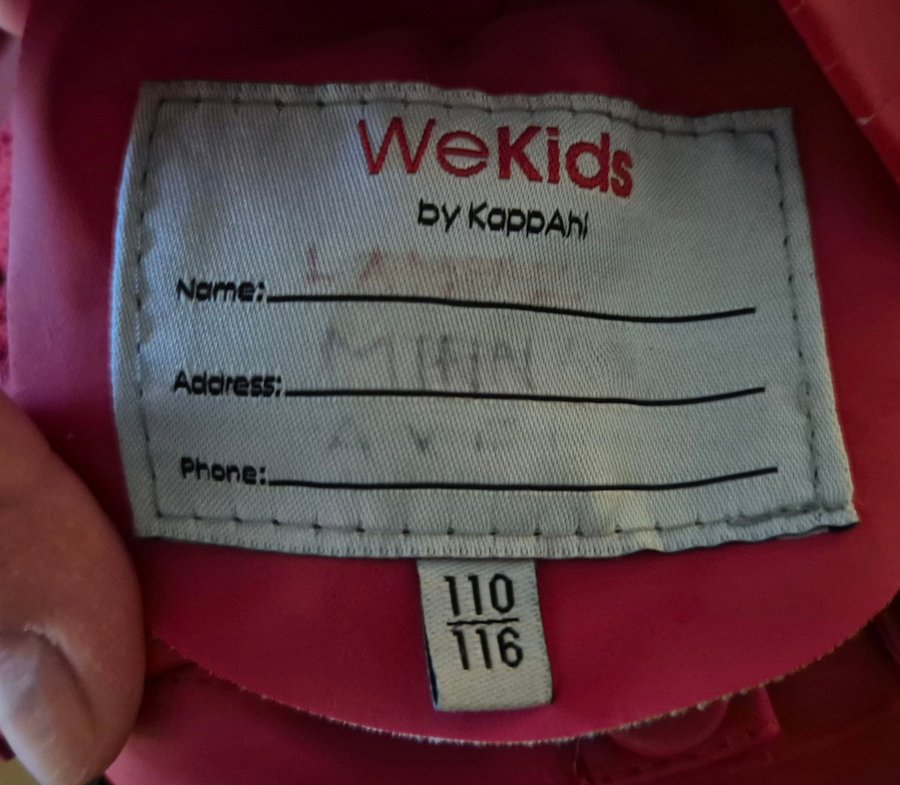 WeKids
by KappAhl
Name:
Address:
Phone:
110
116